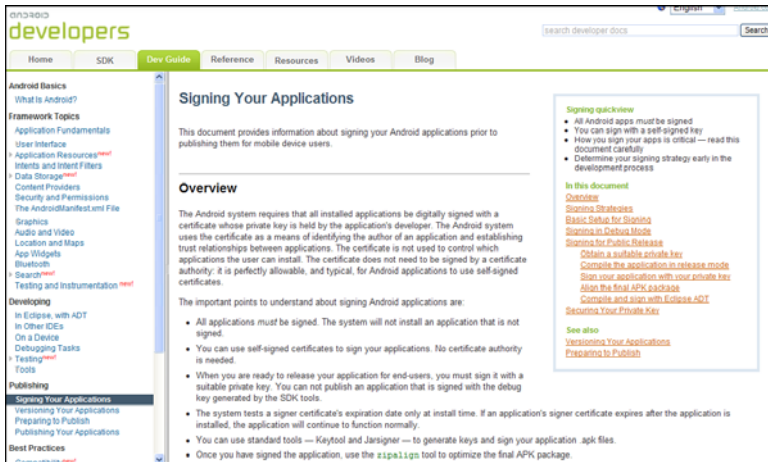 English
android
developers
search developer docs
Search
Home
SDK
Dev Guide
Reference
Resources
Videos
Blog
Android Basics
What Is Android?
Framework Topics
Application Fundamentals
User Interface
Application Resources new!
Intents and Intent Filters
Data Storage new!
Content Providers
Security and Permissions
The AndroidManifest.xml File
Graphics
Audio and Video
Location and Maps
App Widgets
Bluetooth
Search new!
Testing and Instrumentation new!
Developing
In Eclipse, with ADT
In Other IDEs
On a Device
Debugging Tasks
Testing new!
Tools
Publishing
Signing Your Applications
Versioning Your Applications
Preparing to Publish
Publishing Your Applications
Best Practices
Signing Your Applications
This document provides information about signing your Android applications prior to
publishing them for mobile device users.
Overview
The Android system requires that all installed applications be digitally signed with a
certificate whose private key is held by the application's developer. The Android system
uses the certificate as a means of identifying the author of an application and establishing
trust relationships between applications. The certificate is not used to control which
applications the user can install. The certificate does not need to be signed by a certificate
authority: it is perfectly allowable, and typical, for Android applications to use self-signed
certificates.
The important points to understand about signing Android applications are:
• All applications must be signed. The system will not install an application that is not
signed.
• You can use self-signed certificates to sign your applications. No certificate authority
is needed.
• When you are ready to release your application for end-users, you must sign it with a
suitable private key. You can not publish an application that is signed with the debug
key generated by the SDK tools.
• The system tests a signer certificate's expiration date only at install time. If an application's signer certificate expires after the application is
installed, the application will continue to function normally.
• You can use standard tools — Keytool and Jarsigner — to generate keys and sign your application .apk files.
• Once you have signed the application, use the zipalign tool to optimize the final APK package.
Signing quickview
• All Android apps must be signed
• You can sign with a self-signed key
• How you sign your apps is critical — read this
document carefully
• Determine your signing strategy early in the
development process
In this document
Overview
Signing Strategies
Basic Setup for Signing
Signing in Debug Mode
Signing for Public Release
Obtain a suitable private key
Compile the application in release mode
Sign your application with your private key
Align the final APK package
Compile and sign with Eclipse ADT
Securing Your Private Key
See also
Versioning Your Applications
Preparing to Publish